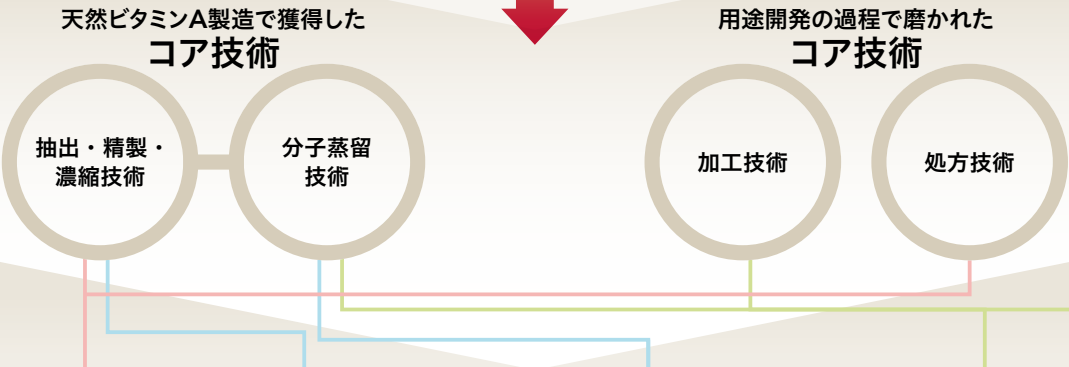 天然ビタミンA製造で獲得した
コア技術
抽出・精製・
濃縮技術
分子蒸留
技術
用途開発の過程で磨かれた
コア技術
加工技術
処方技術